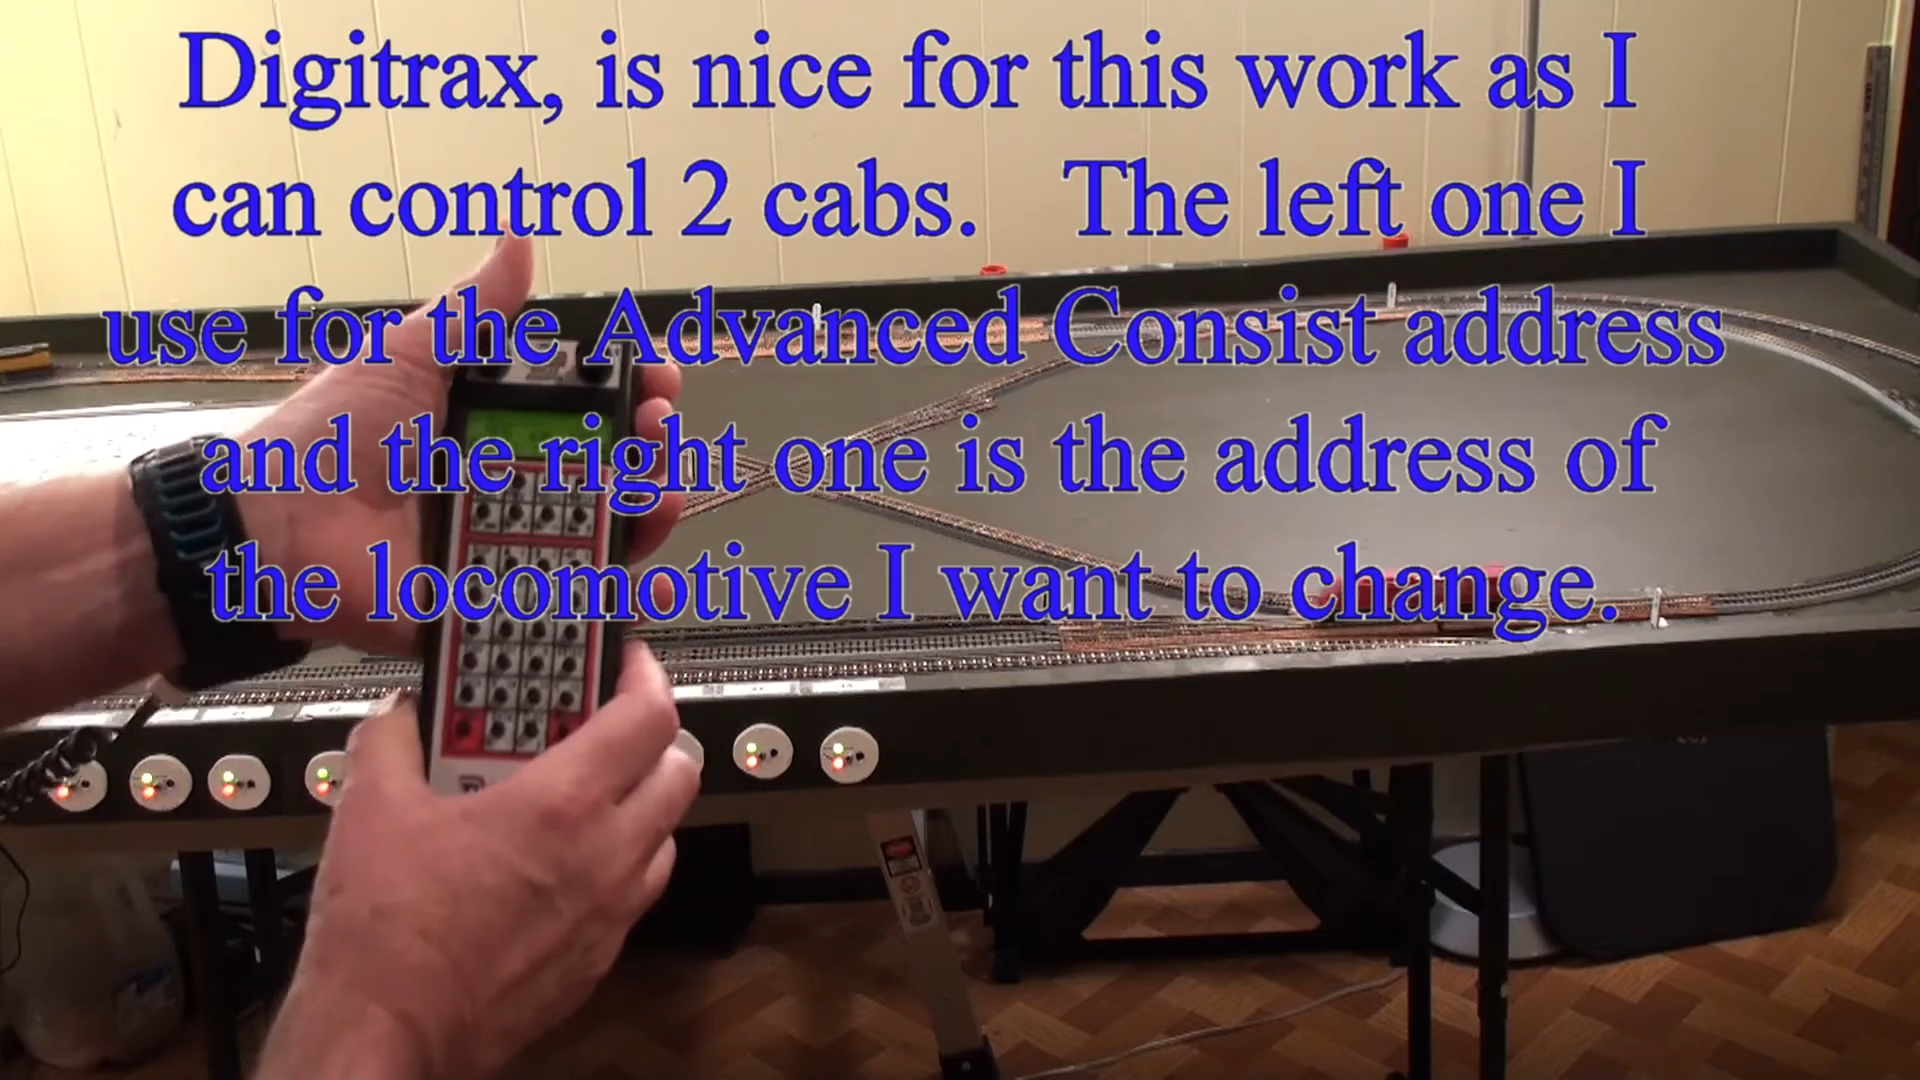 Digitrax, is nice for this work as I
can control 2 cabs. The left one I
use for the Advanced Consist address
and the right one is the address of
the locomotive I want to change.